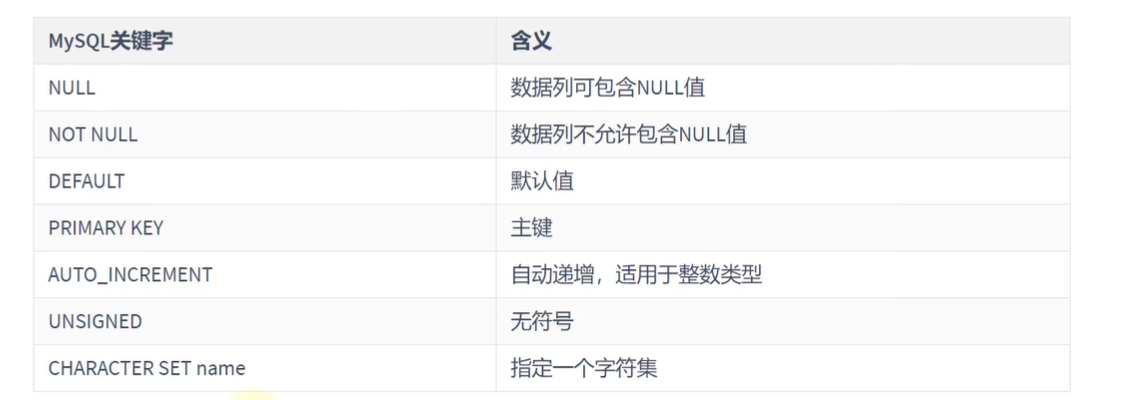 MySQL关键字 含义
NULL 数据列可包含NULL值
NOT NULL 数据列不允许包含NULL值
DEFAULT 默认值
PRIMARY KEY 主键
AUTO_INCREMENT 自动递增，适用于整数类型
UNSIGNED 无符号
CHARACTER SET name 指定一个字符集